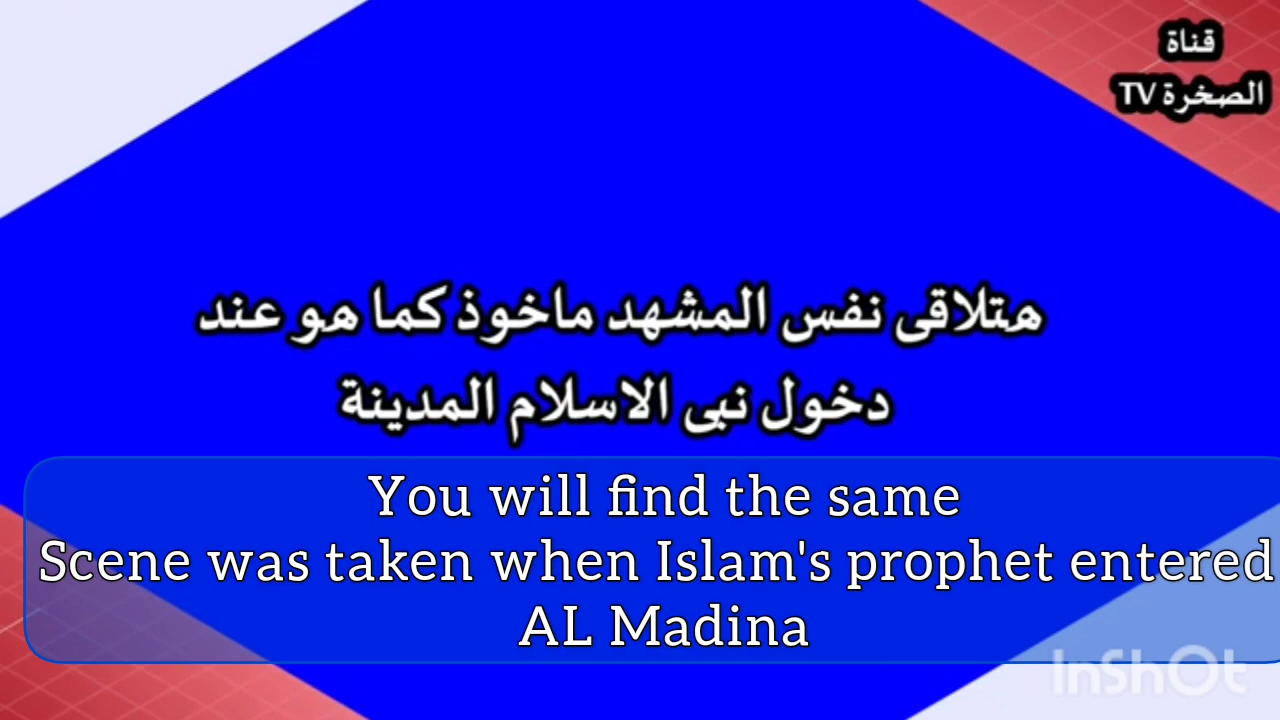 قناة
الصخرة TV
هتلاقى نفس المشهد ماخوذ كما هو عند
دخول نبى الاسلام المدينة
You will find the same
Scene was taken when Islam's prophet entered
AL Madina
InShOt